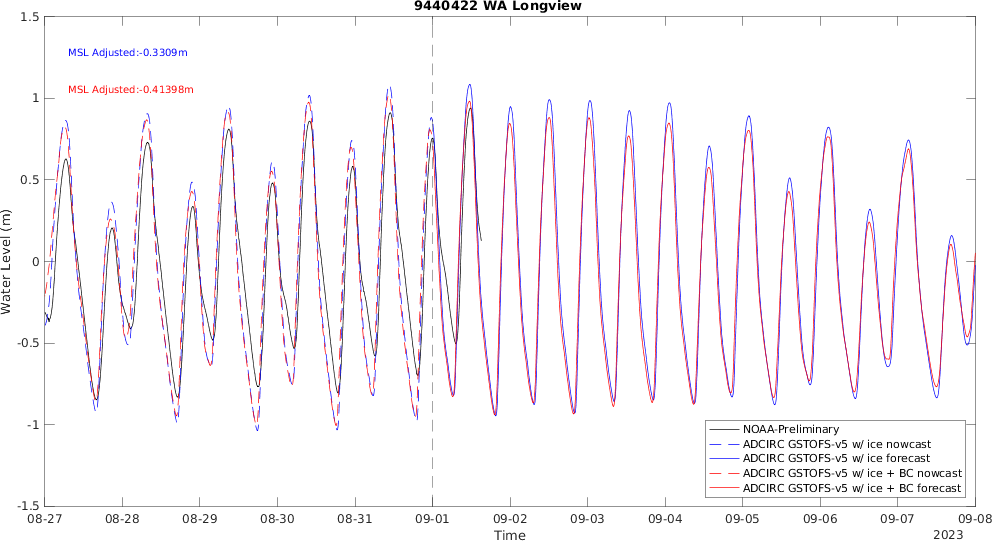 9440422 WA Longview
MSL Adjusted:-0.3309m
MSL Adjusted:-0.41398m
1.5
1
0.5
0
-0.5
-1
-1.5
Water Level (m)
NOAA-Preliminary
ADCIRC GSTOFS-v5 w/ ice nowcast
ADCIRC GSTOFS-v5 w/ ice forecast
ADCIRC GSTOFS-v5 w/ ice + BC nowcast
ADCIRC GSTOFS-v5 w/ ice + BC forecast
08-27 08-28 08-29 08-30 08-31 09-01 09-02 09-03 09-04 09-05 09-06 09-07 09-08
Time
2023